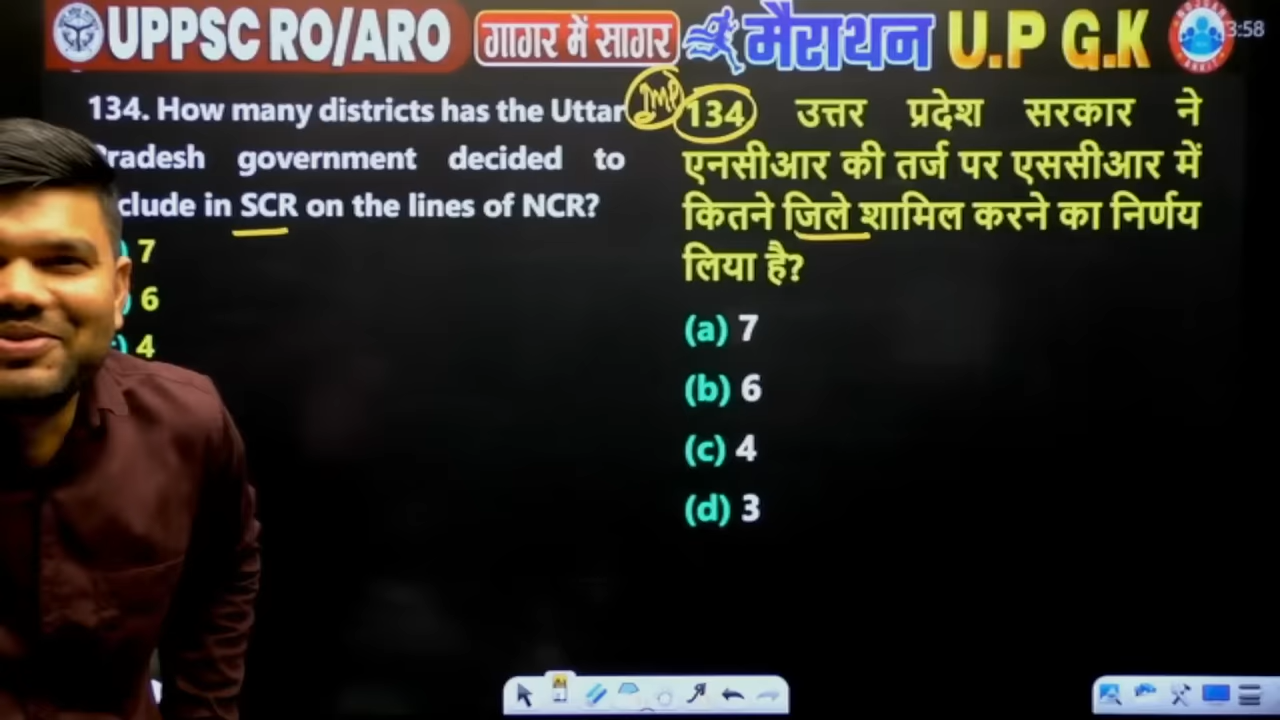 UPPSC RO/ARO गागर में सागर मैराथन U.P G.K
3:58
134. How many districts has the Uttar
Pradesh government decided to
clude in SCR on the lines of NCR?
) 7
) 6
) 4
IMP
134 उत्तर प्रदेश सरकार ने
एनसीआर की तर्ज पर एससीआर में
कितने जिले शामिल करने का निर्णय
लिया है?
(a) 7
(b) 6
(c) 4
(d) 3